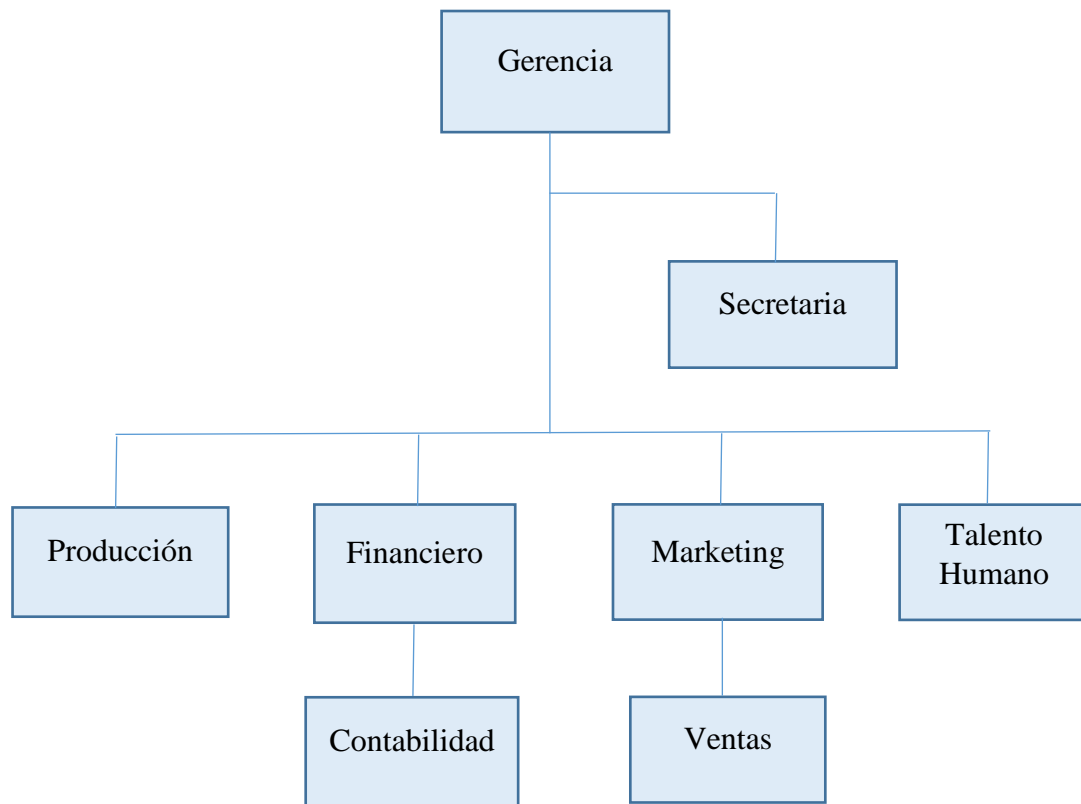 Gerencia
Secretaria
Producción
Financiero
Marketing
Talento
Humano
Contabilidad
Ventas